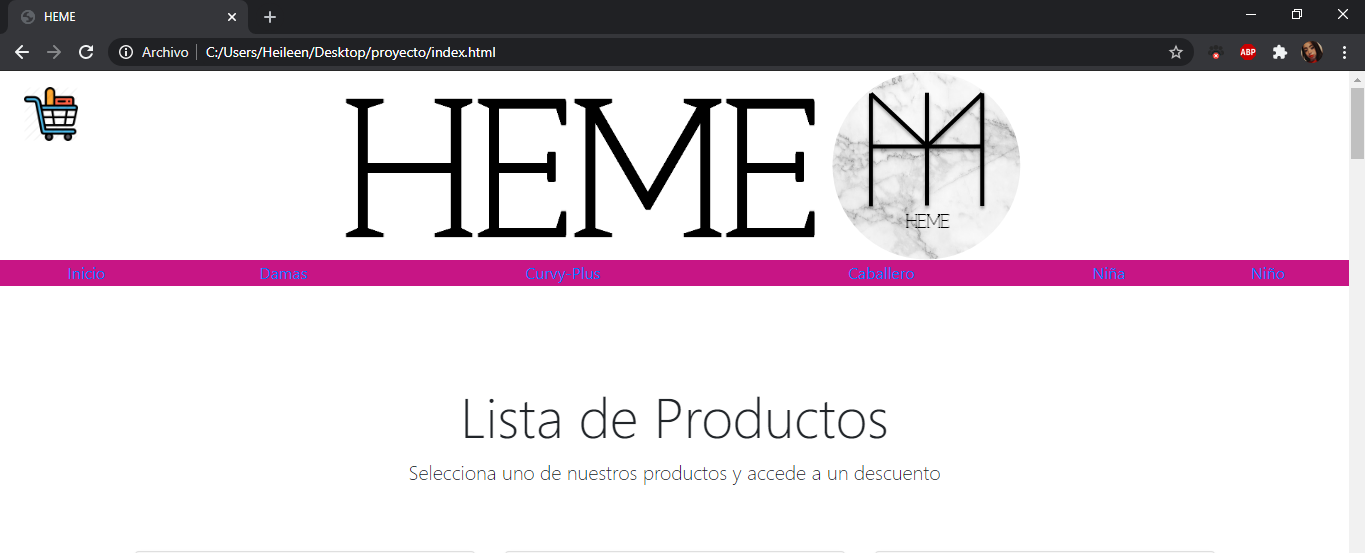 HEME
Archivo C:/Users/Heileen/Desktop/proyecto/index.html
ABP
HEME
HEME
Inicio Damas Curvy-Plus Caballero Niña Niño
Lista de Productos
Selecciona uno de nuestros productos y accede a un descuento